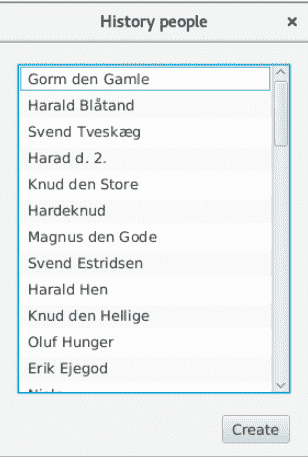 History people
Gorm den Gamle
Harald Blåtand
Svend Tveskæg
Harad d. 2.
Knud den Store
Hardeknud
Magnus den Gode
Svend Estridsen
Harald Hen
Knud den Hellige
Oluf Hunger
Erik Ejegod
Create